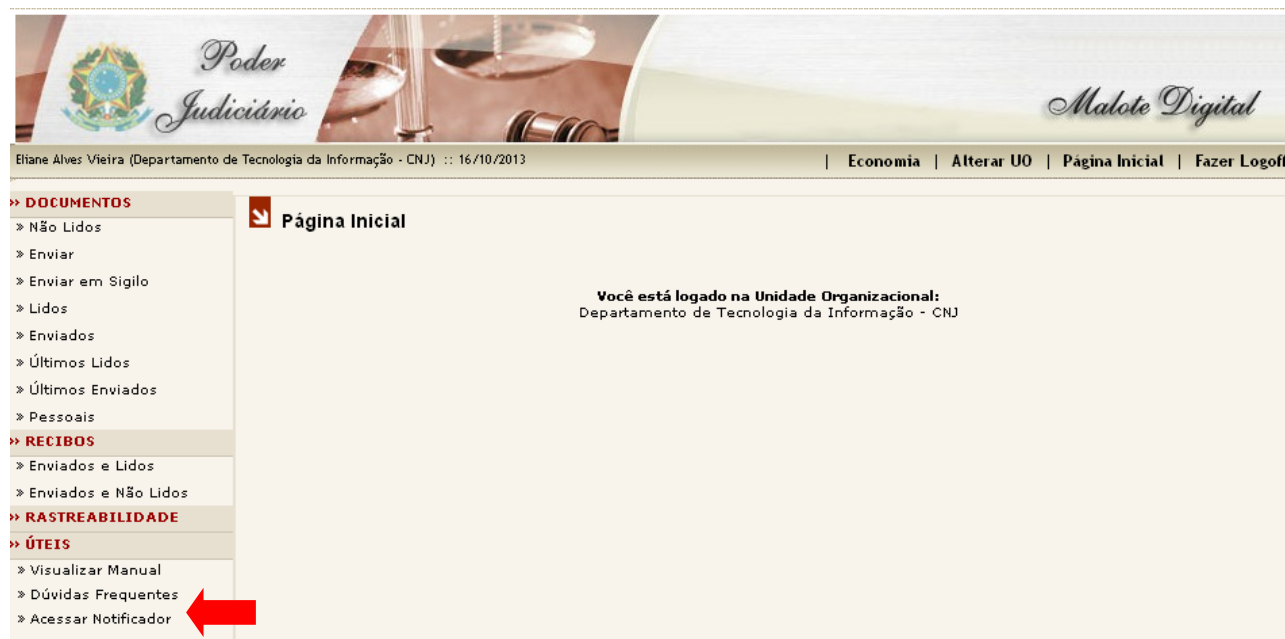 Poder
Judiciário
Malote Digital
Eliane Alves Vieira (Departamento de Tecnologia da Informação - CNJ) :: 16/10/2013
| Economia | Alterar UO | Página Inicial | Fazer Logoff
» DOCUMENTOS
» Não Lidos
» Enviar
» Enviar em Sigilo
» Lidos
» Enviados
» Últimos Lidos
» Últimos Enviados
» Pessoais
» RECIBOS
» Enviados e Lidos
» Enviados e Não Lidos
» RASTREABILIDADE
» ÚTEIS
» Visualizar Manual
» Dúvidas Frequentes
» Acessar Notificador
Página Inicial
Você está logado na Unidade Organizacional:
Departamento de Tecnologia da Informação - CNJ